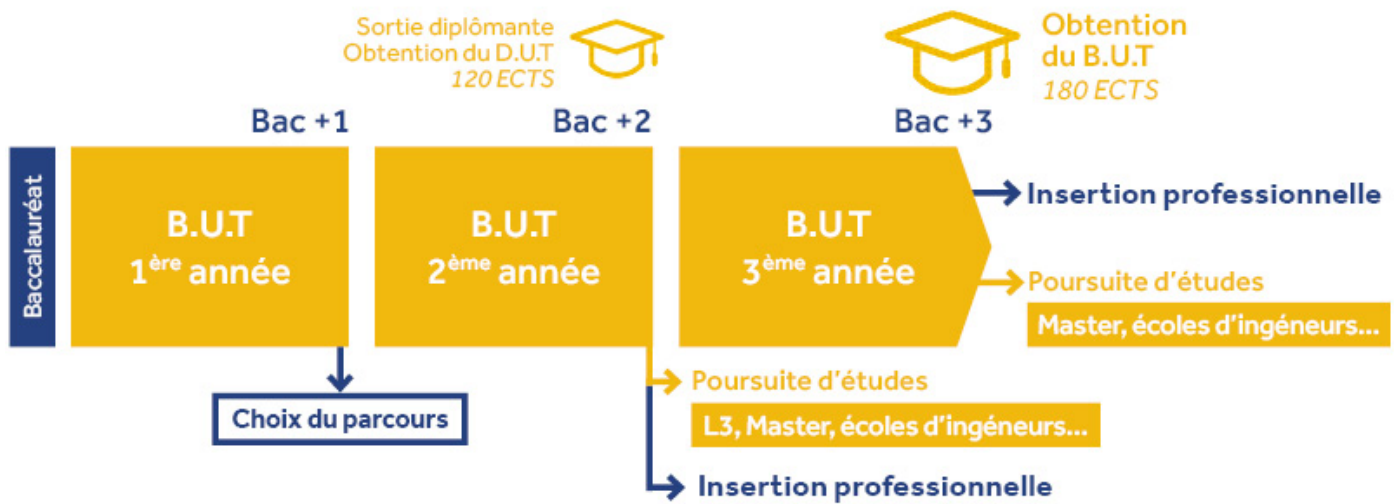 Sortie diplômante
Obtention du D.U.T
120 ECTS
Obtention
du B.U.T
180 ECTS
Bac +1
Bac +2
Bac +3
Baccalauréat
B.U.T
1ère année
B.U.T
2ème année
B.U.T
3ème année
Insertion professionnelle
Poursuite d'études
Master, écoles d'ingéneurs...
Choix du parcours
Poursuite d'études
L3, Master, écoles d'ingéneurs...
Insertion professionnelle